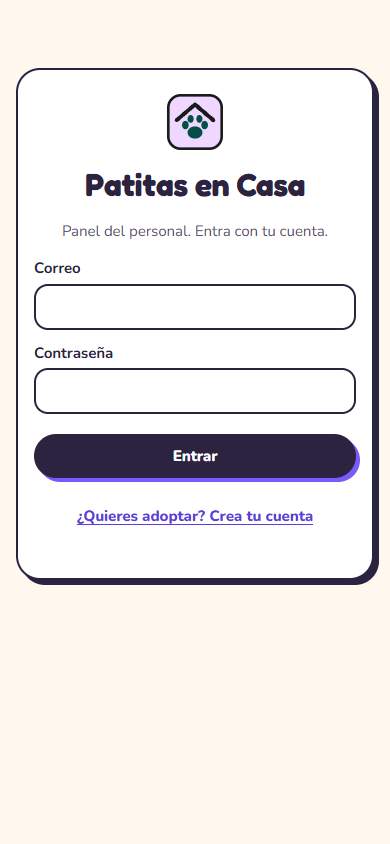 Patitas en Casa
Panel del personal. Entra con tu cuenta.
Correo
Contraseña
Entrar
¿Quieres adoptar? Crea tu cuenta